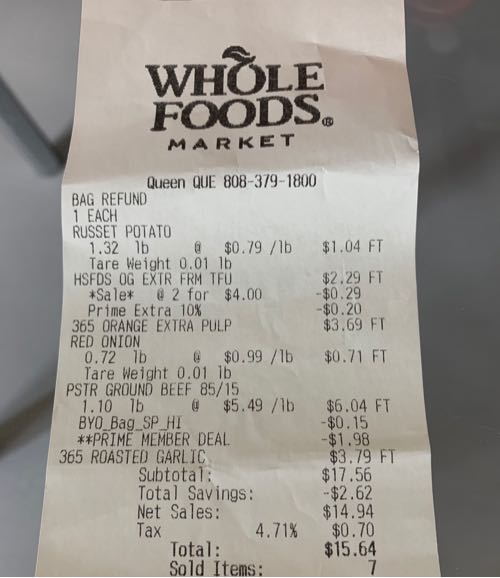 WHOLE
FOODS®
MARKET
Queen QUE 808-379-1800
BAG REFUND
1 EACH
RUSSET POTATO
1.32 lb @ $0.79 /lb $1.04 FT
Tare Weight 0.01 lb
HSFDS OG EXTR FRM TFU $2.29 FT
*Sale* @ 2 for $4.00 -$0.29
Prime Extra 10% -$0.20
365 ORANGE EXTRA PULP $3.69 FT
RED ONION
0.72 lb @ $0.99 /lb $0.71 FT
Tare Weight 0.01 lb
PSTR GROUND BEEF 85/15
1.10 lb @ $5.49 /lb $6.04 FT
BYO_Bag_SP_HI -$0.15
**PRIME MEMBER DEAL -$1.98
365 ROASTED GARLIC $3.79 FT
Subtotal: $17.56
Total Savings: -$2.62
Net Sales: $14.94
Tax 4.71% $0.70
Total: $15.64
Sold Items: 7